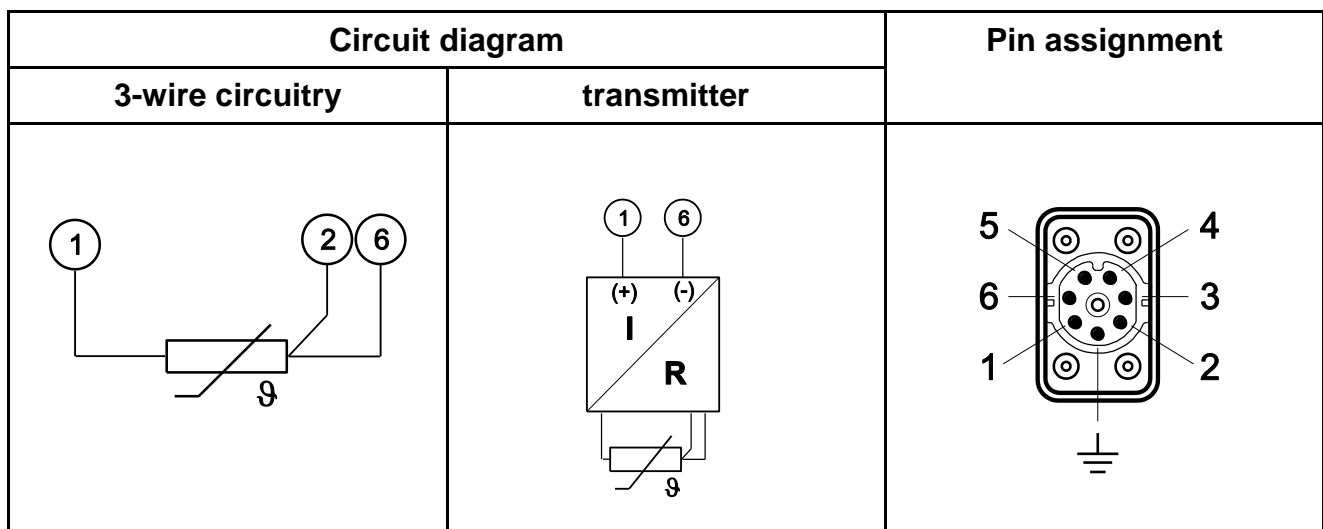 Circuit diagram
Pin assignment
3-wire circuitry
transmitter
1
2
6
ϑ
1
6
(+)
(-)
I
R
ϑ
5
4
6
3
1
2